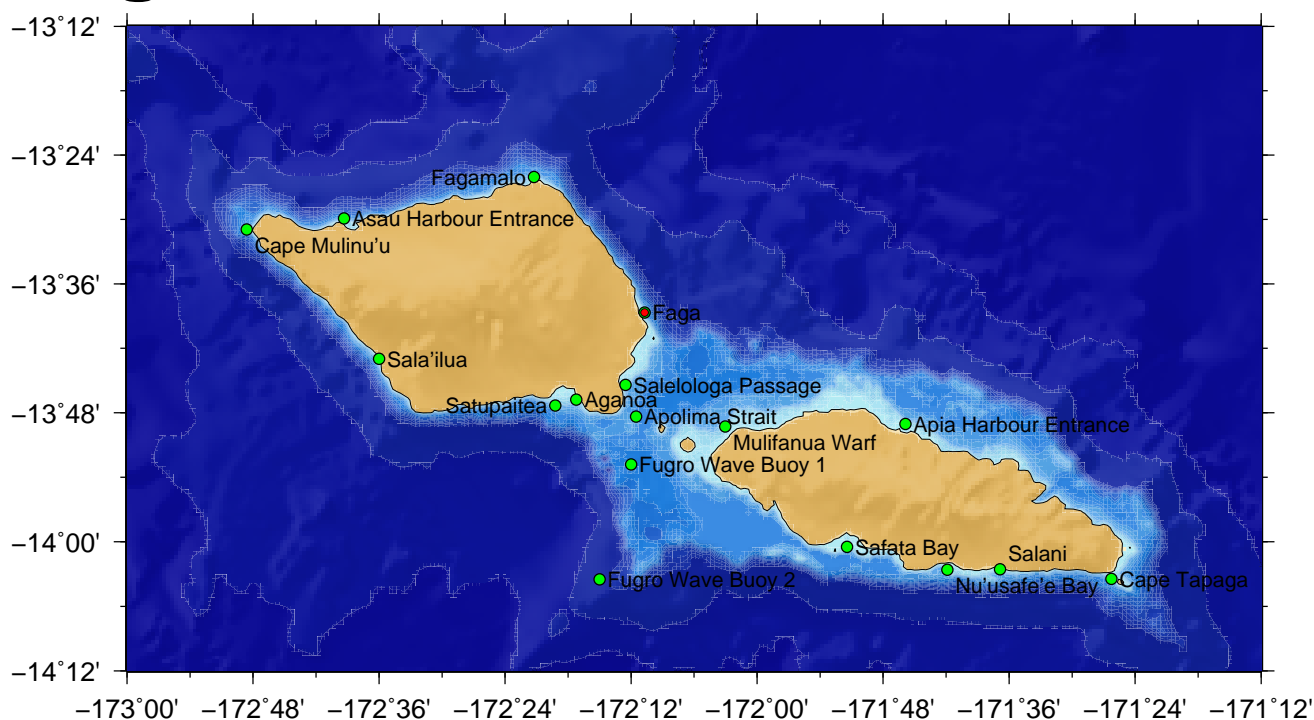 −13˚12'
−13˚24'
Fagamalo
Asau Harbour Entrance
Cape Mulinu’u
−13˚36'
Faga
Sala’ilua
Salelologa Passage
−13˚48'
Satupaitea
Aganoa
Apolima Strait
Apia Harbour Entrance
Mulifanua Warf
Fugro Wave Buoy 1
−14˚00'
Safata Bay
Salani
Fugro Wave Buoy 2
Nu’usafe’e Bay
Cape Tapaga
−14˚12'
−173˚00' −172˚48' −172˚36' −172˚24' −172˚12' −172˚00' −171˚48' −171˚36' −171˚24' −171˚12'